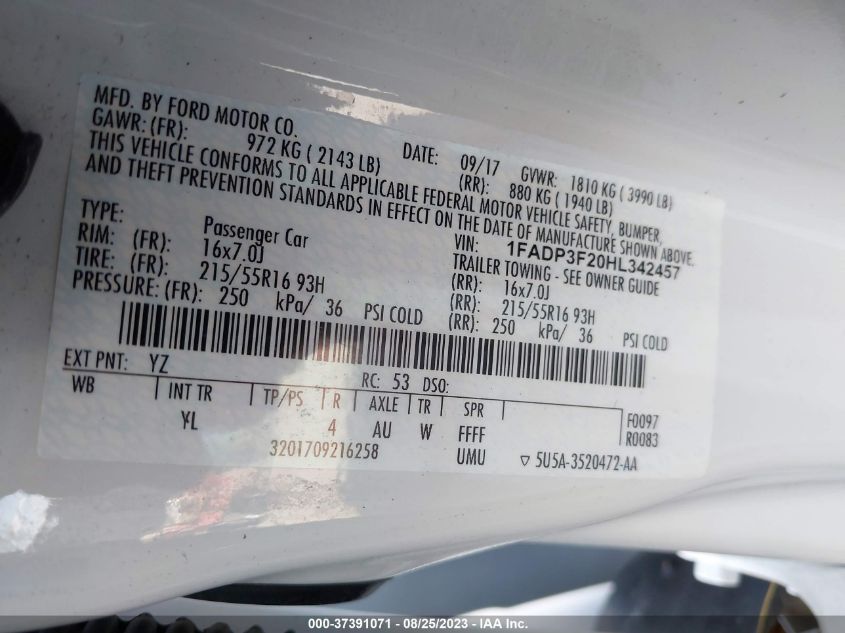 MFD. BY FORD MOTOR CO.
DATE: 09/17 GVWR: 1810 KG ( 3990 LB)
GAWR: (FR): 972 KG ( 2143 LB) (RR): 880 KG ( 1940 LB)
THIS VEHICLE CONFORMS TO ALL APPLICABLE FEDERAL MOTOR VEHICLE SAFETY, BUMPER,
AND THEFT PREVENTION STANDARDS IN EFFECT ON THE DATE OF MANUFACTURE SHOWN ABOVE.
VIN: 1FADP3F20HL342457
TYPE: Passenger Car TRAILER TOWING - SEE OWNER GUIDE
RIM: (FR): 16x7.0J (RR): 16x7.0J
TIRE: (FR): 215/55R16 93H (RR): 215/55R16 93H
PRESSURE: (FR): 250 kPa/ 36 PSI COLD (RR): 250 kPa/ 36 PSI COLD
EXT PNT: YZ RC: 53 DSO:
WB INT TR TP/PS R AXLE TR SPR
YL 4 AU W FFFF F0097
3201709216258 UMU R0083
▽ 5U5A-3520472-AA
000-37391071 - 08/25/2023 - IAA Inc.